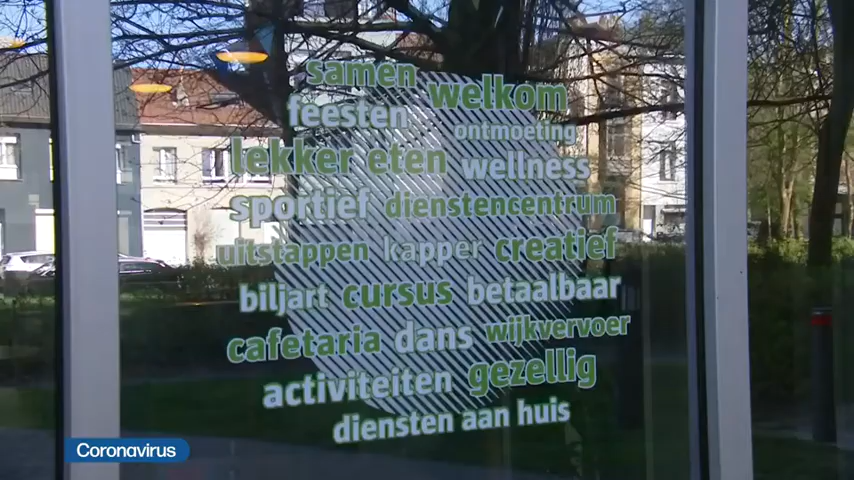 samen welkom
feesten ontmoeting
lekker eten wellness
sportief dienstencentrum
uitstappen kapper creatief
biljart cursus betaalbaar
cafetaria dans wijkvervoer
activiteiten gezellig
diensten aan huis
Coronavirus